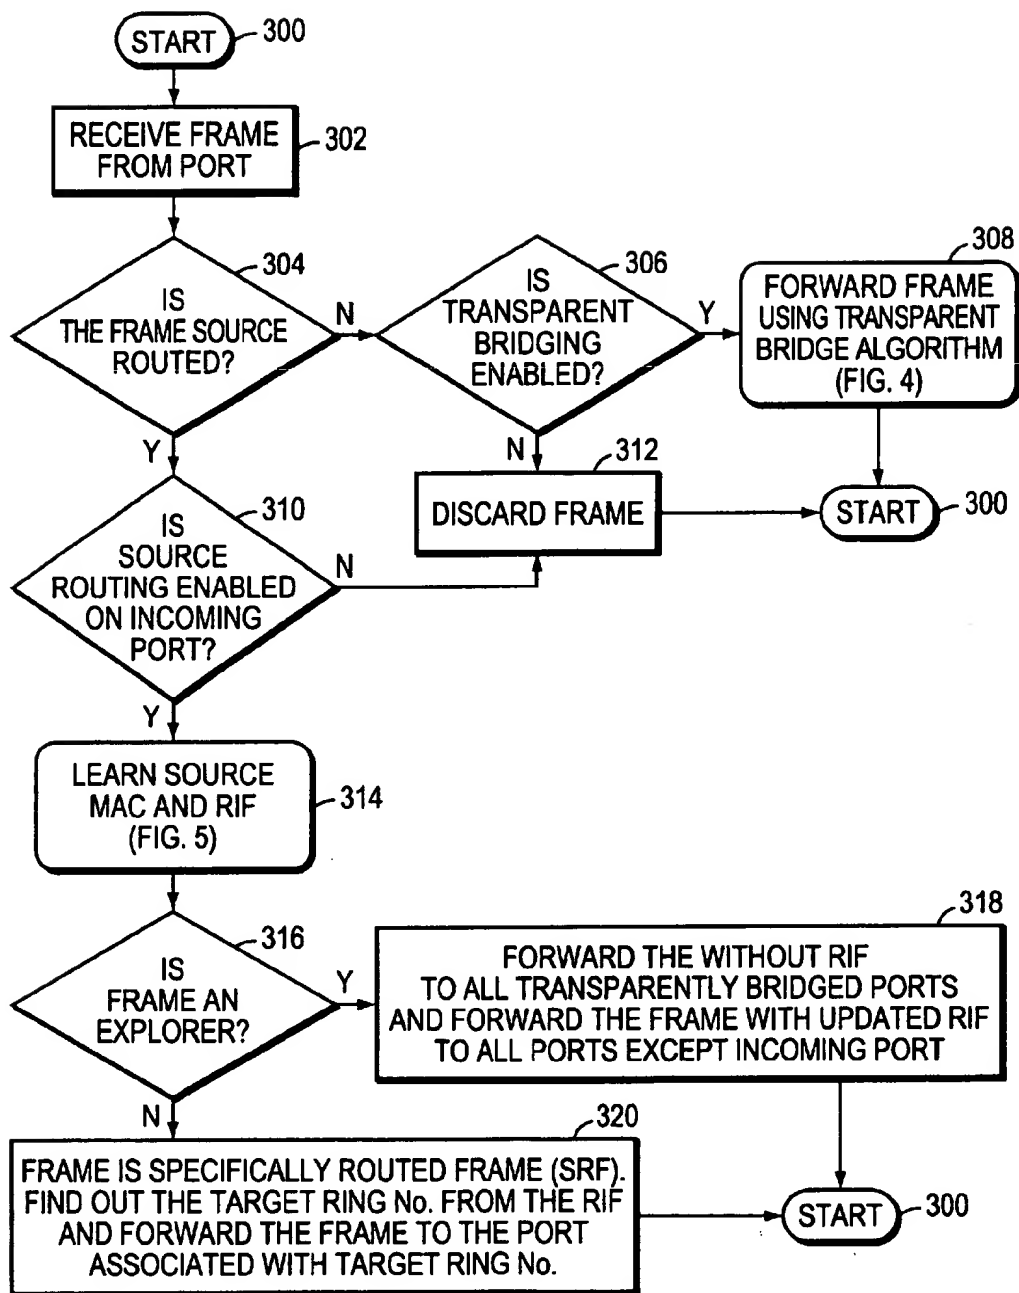 START
300
RECEIVE FRAME
FROM PORT
302
304
IS
THE FRAME SOURCE
ROUTED?
N
Y
306
IS
TRANSPARENT
BRIDGING
ENABLED?
Y
N
308
FORWARD FRAME
USING TRANSPARENT
BRIDGE ALGORITHM
(FIG. 4)
310
IS
SOURCE
ROUTING ENABLED
ON INCOMING
PORT?
N
Y
312
DISCARD FRAME
START
300
LEARN SOURCE
MAC AND RIF
(FIG. 5)
314
316
IS
FRAME AN
EXPLORER?
Y
N
318
FORWARD THE WITHOUT RIF
TO ALL TRANSPARENTLY BRIDGED PORTS
AND FORWARD THE FRAME WITH UPDATED RIF
TO ALL PORTS EXCEPT INCOMING PORT
320
FRAME IS SPECIFICALLY ROUTED FRAME (SRF).
FIND OUT THE TARGET RING No. FROM THE RIF
AND FORWARD THE FRAME TO THE PORT
ASSOCIATED WITH TARGET RING No.
START
300